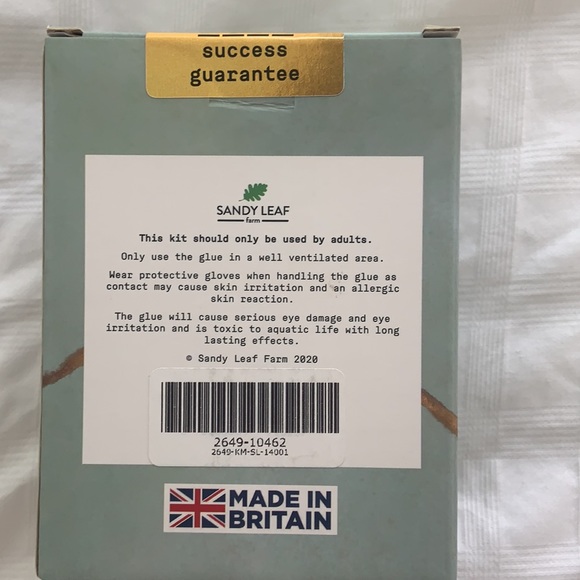 success
guarantee
SANDY LEAF
farm
This kit should only be used by adults.
Only use the glue in a well ventilated area.
Wear protective gloves when handling the glue as
contact may cause skin irritation and an allergic
skin reaction.
The glue will cause serious eye damage and eye
irritation and is toxic to aquatic life with long
lasting effects.
© Sandy Leaf Farm 2020
2649-10462
2649-KM-SL-14001
MADE IN
BRITAIN